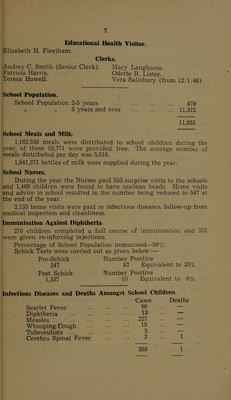 7
Educational Health Visitor.
Elizabeth H. Fleetham.
Clerks.
Audrey C. Smith (Senior Clerk). Mary Langhorne.
Patricia Harris. Odette B. Lister.
Teresa Howell. Vera Salisbury (from 12/1/48).
School Population.
School Population 2-5 years ... ... ... 479
„ „ 5 years and over ... ... 11,372
11,851
School Meals and Milk.
1,162,538 meals were distributed to school children during the
year, of these 59,771 were provided free. The average number of
meals distributed per day was 5,016.
1,941,371 bottles of milk were supplied during the year.
School Nurses.
During the year the Nurses paid 553 surprise visits to the schools
and 1,469 children were found to have unclean heads. Home visits
and advice in school resulted in the number being reduced to 347 at
the end of the year.
2,133 home visits were paid re infectious diseases, follow-up from
medical inspection and cleanliness.
Immunisation Against Diphtheria.
270 children completed a full course of immunisation and 358
were given re-inforcing injections.
Percentage of School Population immunised—59%.
Schick Tests were carried out as given below —
Pre-Schick Number Positive
247 87 Equivalent to 35%
Post Schick Number Positive
1,337 80 Equivalent to 6%
Infectious Diseases and Deaths Amongst School Children.
Cases Deaths
Scarlet Fever ... 96 —
Diphtheria ... 13 —
Measles ... 227 —
Whooping Cough ... 15 —
Tuberculosis ... —
Cerebro Spinal Fever ... 2 1
1